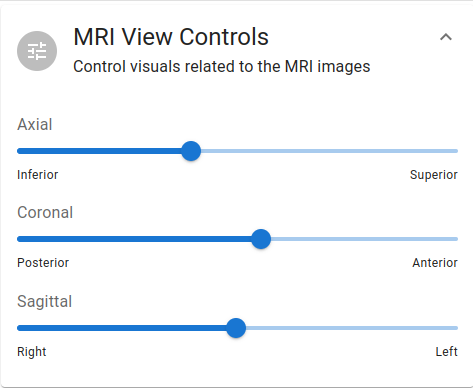 MRI View Controls
Control visuals related to the MRI images
Axial
Inferior Superior
Coronal
Posterior Anterior
Sagittal
Right Left